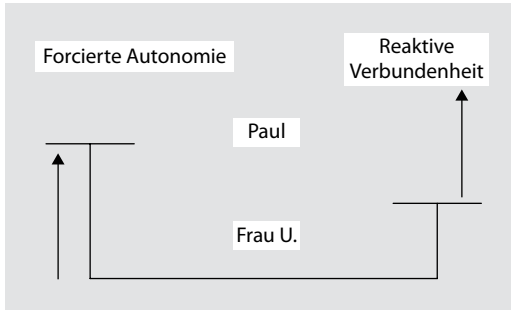 Forcierte Autonomie
Reaktive
Verbundenheit
Paul
Frau U.